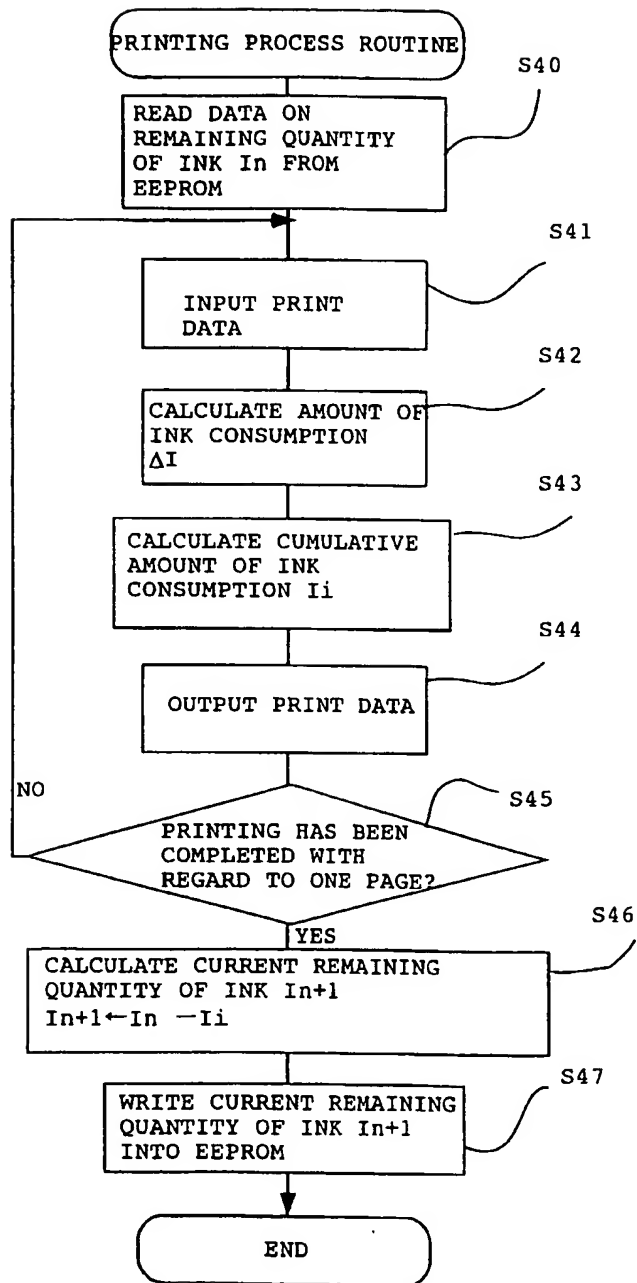 PRINTING PROCESS ROUTINE
S40
READ DATA ON
REMAINING QUANTITY
OF INK In FROM
EEPROM
S41
INPUT PRINT
DATA
S42
CALCULATE AMOUNT OF
INK CONSUMPTION
ΔI
S43
CALCULATE CUMULATIVE
AMOUNT OF INK
CONSUMPTION Ii
S44
OUTPUT PRINT DATA
NO
S45
PRINTING HAS BEEN
COMPLETED WITH
REGARD TO ONE PAGE?
YES
S46
CALCULATE CURRENT REMAINING
QUANTITY OF INK In+1
In+1←In —Ii
S47
WRITE CURRENT REMAINING
QUANTITY OF INK In+1
INTO EEPROM
END